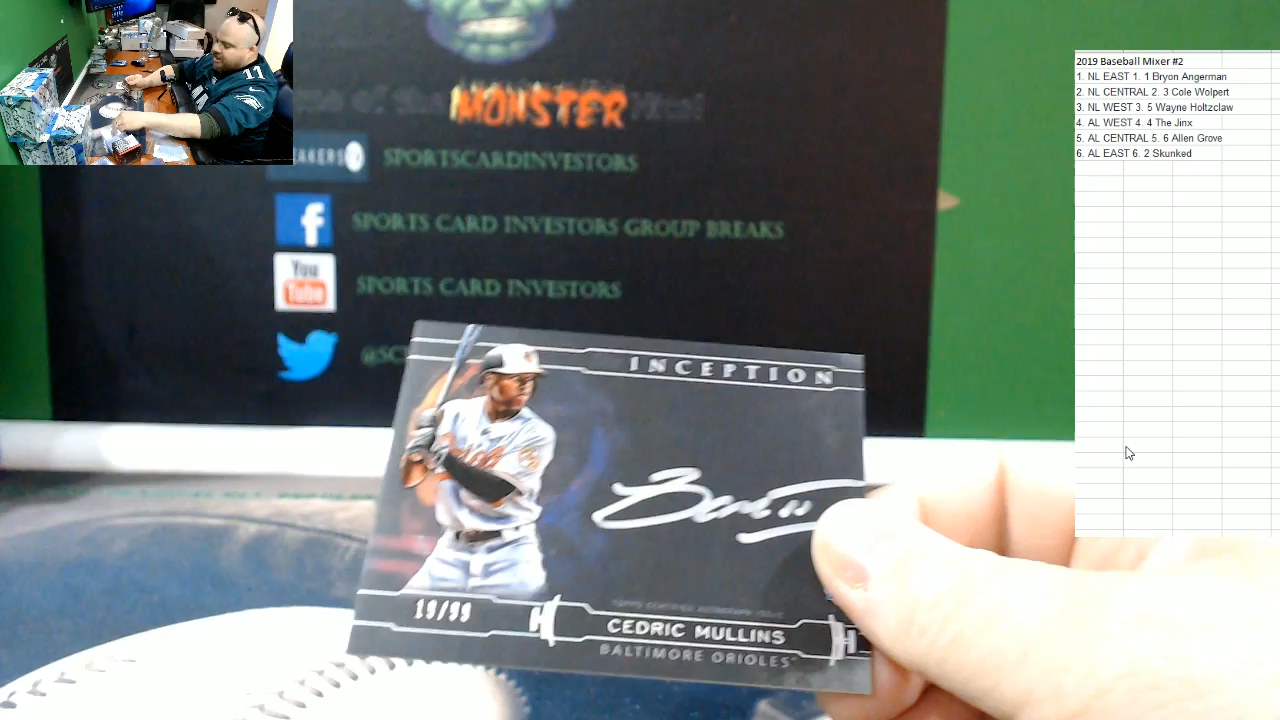 11
MONSTER
SPORTSCARDINVESTORS
SPORTS CARD INVESTORS GROUP BREAKS
You
Tube
SPORTS CARD INVESTORS
INCEPTION
19/99
CEDRIC MULLINS
BALTIMORE ORIOLES
2019 Baseball Mixer #2
1. NL EAST 1. 1 Bryon Angerman
2. NL CENTRAL 2. 3 Cole Wolpert
3. NL WEST 3. 5 Wayne Holtzclaw
4. AL WEST 4. 4 The Jinx
5. AL CENTRAL 5. 6 Allen Grove
6. AL EAST 6. 2 Skunked